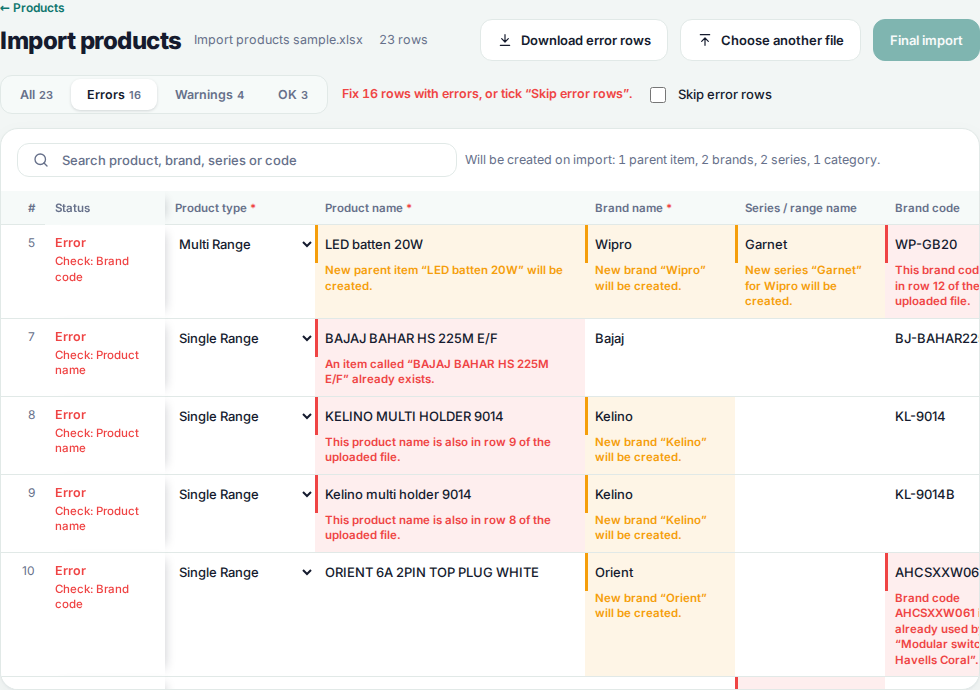 ← Products
Import products Import products sample.xlsx 23 rows Download error rows Choose another file Final import
All 23 Errors 16 Warnings 4 OK 3 Fix 16 rows with errors, or tick “Skip error rows”. Skip error rows
Search product, brand, series or code Will be created on import: 1 parent item, 2 brands, 2 series, 1 category.
# Status Product type * Product name * Brand name * Series / range name Brand code
5 Error Multi Range LED batten 20W Wipro Garnet WP-GB20
Check: Brand New parent item “LED batten 20W” will be New brand “Wipro” New series “Garnet” This brand cod
code created. will be created. for Wipro will be in row 12 of the
created. uploaded file.
7 Error Single Range BAJAJ BAHAR HS 225M E/F Bajaj BJ-BAHAR22
Check: Product An item called “BAJAJ BAHAR HS 225M
name E/F” already exists.
8 Error Single Range KELINO MULTI HOLDER 9014 Kelino KL-9014
Check: Product This product name is also in row 9 of the New brand “Kelino”
name uploaded file. will be created.
9 Error Single Range Kelino multi holder 9014 Kelino KL-9014B
Check: Product This product name is also in row 8 of the New brand “Kelino”
name uploaded file. will be created.
10 Error Single Range ORIENT 6A 2PIN TOP PLUG WHITE Orient AHCSXXW06
Check: Brand New brand “Orient” Brand code
code will be created. AHCSXXW061
already used b
“Modular switc
Havells Coral”.